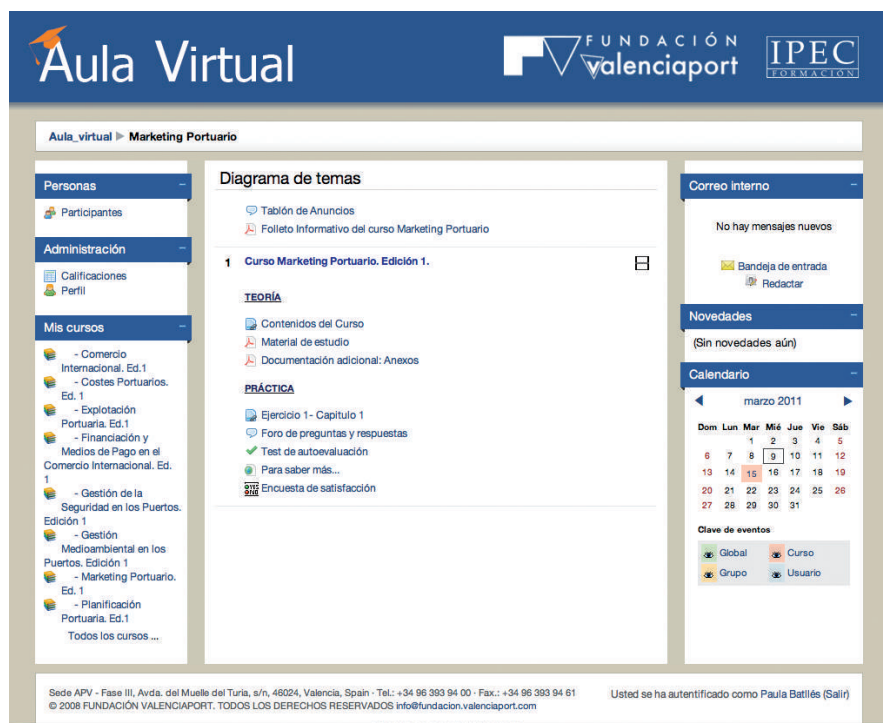 Aula Virtual
FUNDACIÓN
valenciaport
IPEC
FORMACIÓN
Aula_virtual ▶ Marketing Portuario
Personas
Participantes
Administración
Calificaciones
Perfil
Mis cursos
- Comercio
Internacional. Ed.1
- Costes Portuarios.
Ed. 1
- Explotación
Portuaria. Ed.1
- Financiación y
Medios de Pago en el
Comercio Internacional. Ed.
1
- Gestión de la
Seguridad en los Puertos.
Edición 1
- Gestión
Medioambiental en los
Puertos. Edición 1
- Marketing Portuario.
Ed. 1
- Planificación
Portuaria. Ed.1
Todos los cursos ...
Diagrama de temas
Tablón de Anuncios
Folleto Informativo del curso Marketing Portuario
1 Curso Marketing Portuario. Edición 1.
TEORÍA
Contenidos del Curso
Material de estudio
Documentación adicional: Anexos
PRÁCTICA
Ejercicio 1- Capitulo 1
Foro de preguntas y respuestas
Test de autoevaluación
Para saber más...
Encuesta de satisfacción
Correo interno
No hay mensajes nuevos
Bandeja de entrada
Redactar
Novedades
(Sin novedades aún)
Calendario
marzo 2011
Dom Lun Mar Mié Jue Vie Sáb
1 2 3 4 5
6 7 8 9 10 11 12
13 14 15 16 17 18 19
20 21 22 23 24 25 26
27 28 29 30 31
Clave de eventos
Global Curso
Grupo Usuario
Sede APV - Fase III, Avda. del Muelle del Turia, s/n, 46024, Valencia, Spain · Tel.: +34 96 393 94 00 · Fax.: +34 96 393 94 61
© 2008 FUNDACIÓN VALENCIAPORT. TODOS LOS DERECHOS RESERVADOS info@fundacion.valenciaport.com
Usted se ha autentificado como Paula Batllés (Salir)